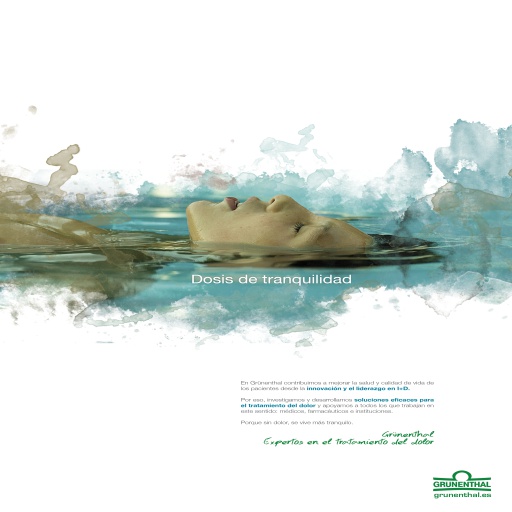 Dosis de tranquilidad
En Grünenthal contribuimos a mejorar la salud y calidad de vida de
los pacientes desde la innovación y el liderazgo en I+D.
Por eso, investigamos y desarrollamos soluciones eficaces para
el tratamiento del dolor y apoyamos a todos los que trabajan en
este sentido: médicos, farmacéuticos e instituciones.
Porque sin dolor, se vive más tranquilo.
Grünenthal
Expertos en el tratamiento del dolor
GRÜNENTHAL
grunenthal.es